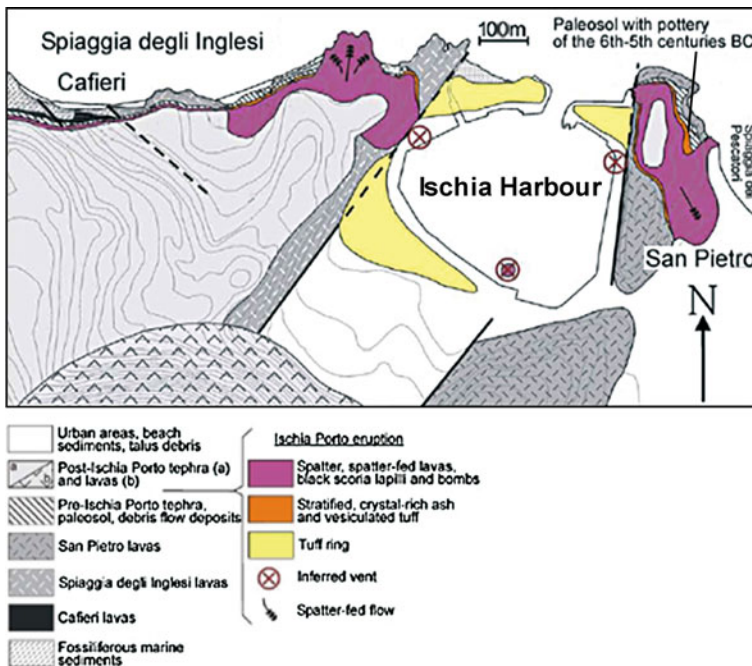 Spiaggia degli Inglesi
Cafieri
100m
Paleosol with pottery
of the 6th-5th centuries BC
Ischia Harbour
Spiaggia dei
Pescatori
San Pietro
N
Urban areas, beach
sediments, talus debris
a
b
Post-Ischia Porto tephra (a)
and lavas (b)
Pre-Ischia Porto tephra,
paleosol, debris flow deposits
San Pietro lavas
Spiaggia degli Inglesi lavas
Cafieri lavas
Fossiliferous marine
sediments
Ischia Porto eruption
Spatter, spatter-fed lavas,
black scoria lapilli and bombs
Stratified, crystal-rich ash
and vesiculated tuff
Tuff ring
Inferred vent
Spatter-fed flow